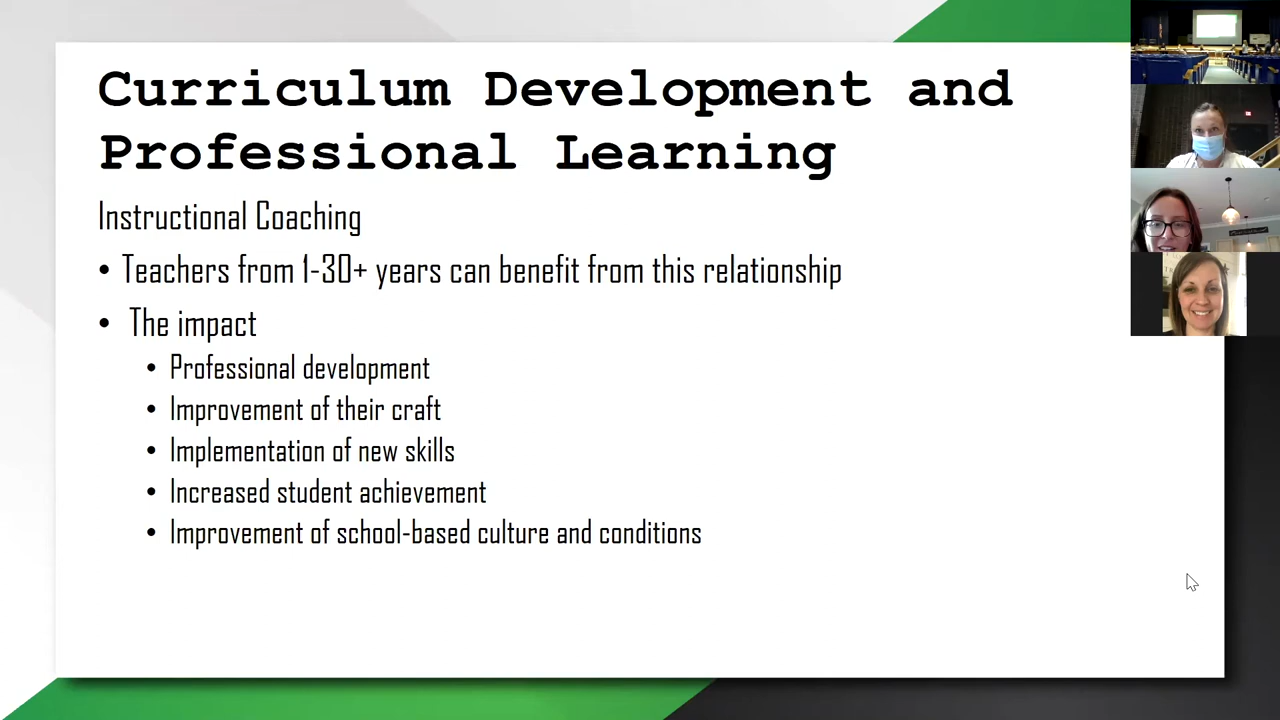 Curriculum Development and
Professional Learning
Instructional Coaching
• Teachers from 1-30+ years can benefit from this relationship
• The impact
• Professional development
• Improvement of their craft
• Implementation of new skills
• Increased student achievement
• Improvement of school-based culture and conditions